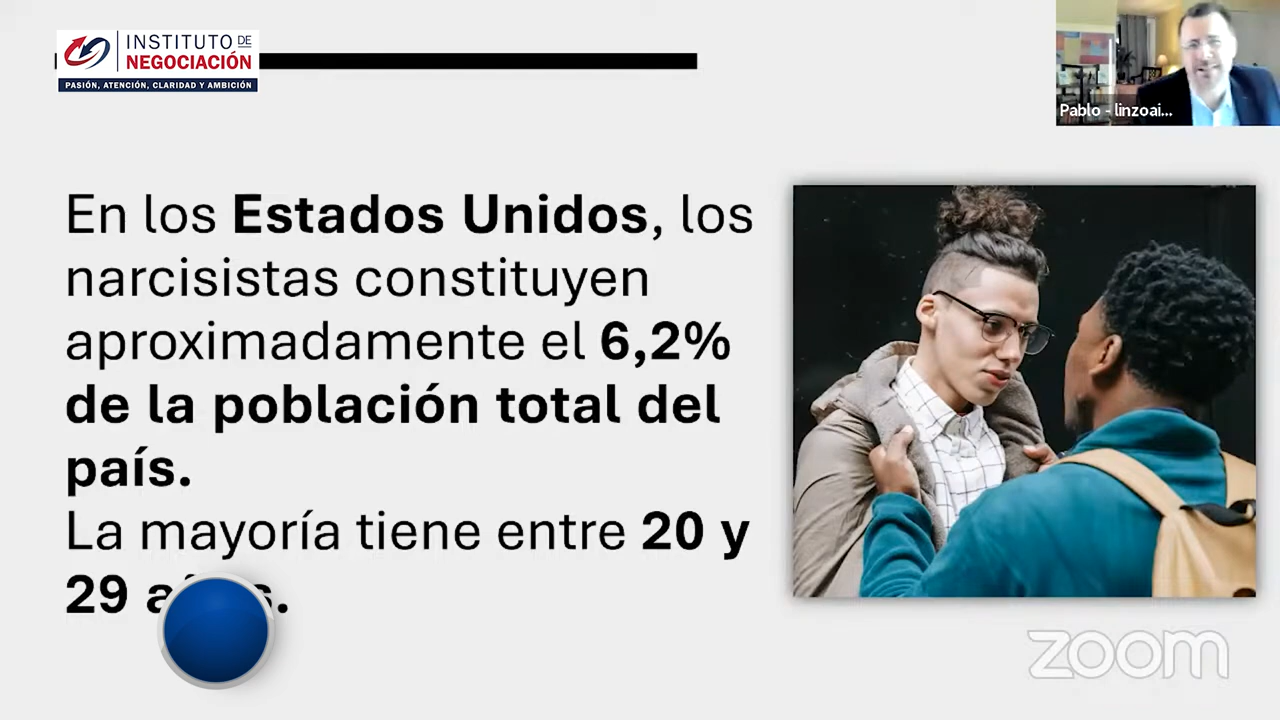 INSTITUTO DE
NEGOCIACIÓN
PASIÓN, ATENCIÓN, CLARIDAD Y AMBICIÓN
Pablo - linzoai...
En los Estados Unidos, los
narcisistas constituyen
aproximadamente el 6,2%
de la población total del
país.
La mayoría tiene entre 20 y
29
zoom